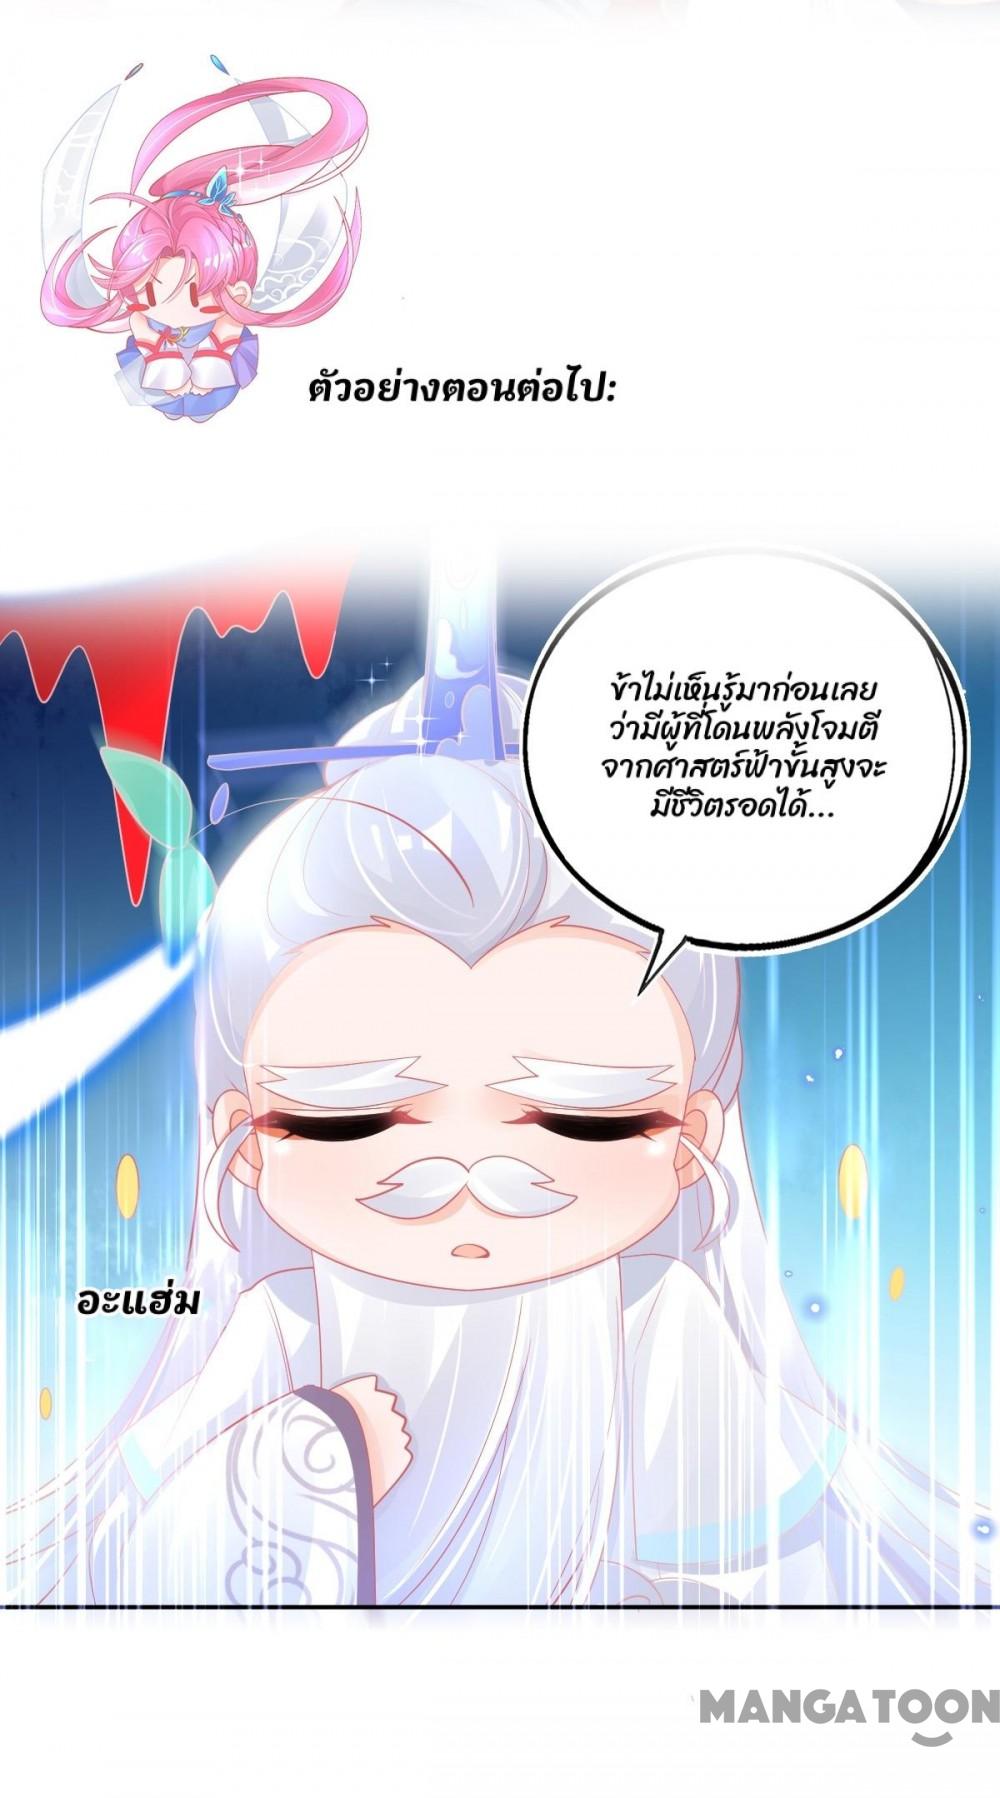 ตัวอย่างตอนต่อไป:
ข้าไม่เห็นรู้มาก่อนเลย
ว่ามีผู้ที่โดนพลังโจมตี
จากศาสตร์ฟ้าขั้นสูงจะ
มีชีวิตรอดได้...
อะแฮ่ม
MANGATOON